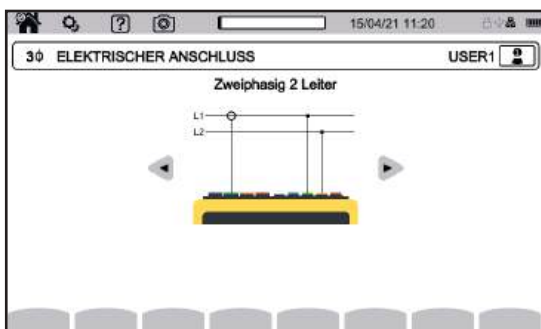 15/04/21 11:20
3Φ ELEKTRISCHER ANSCHLUSS USER1
Zweiphasig 2 Leiter
L1
L2